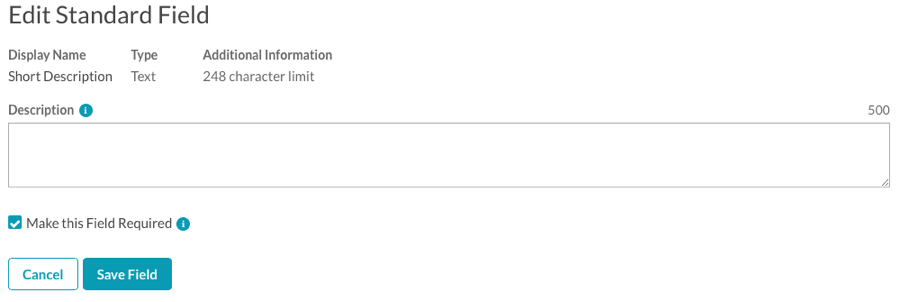 Edit Standard Field
Display Name Type Additional Information
Short Description Text 248 character limit
Description i 500
Make this Field Required i
Cancel Save Field